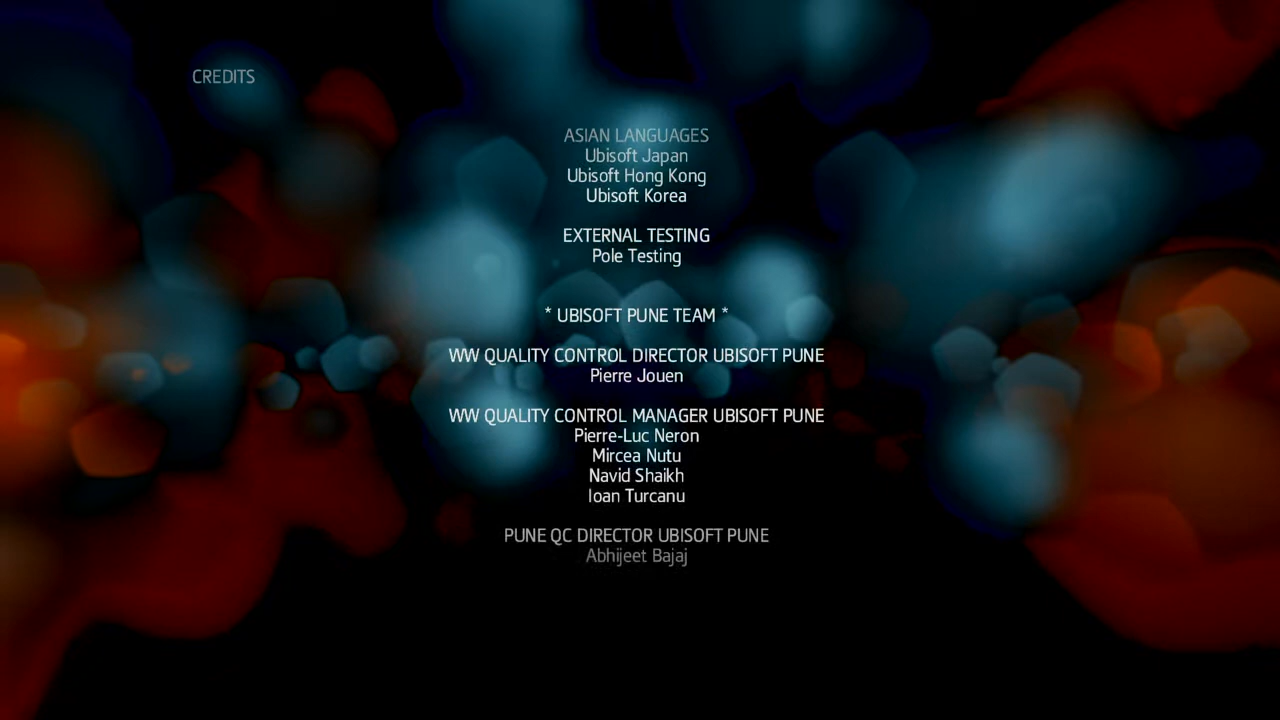 CREDITS
ASIAN LANGUAGES
Ubisoft Japan
Ubisoft Hong Kong
Ubisoft Korea
EXTERNAL TESTING
Pole Testing
* UBISOFT PUNE TEAM *
WW QUALITY CONTROL DIRECTOR UBISOFT PUNE
Pierre Jouen
WW QUALITY CONTROL MANAGER UBISOFT PUNE
Pierre-Luc Neron
Mircea Nutu
Navid Shaikh
Ioan Turcanu
PUNE QC DIRECTOR UBISOFT PUNE
Abhijeet Bajaj